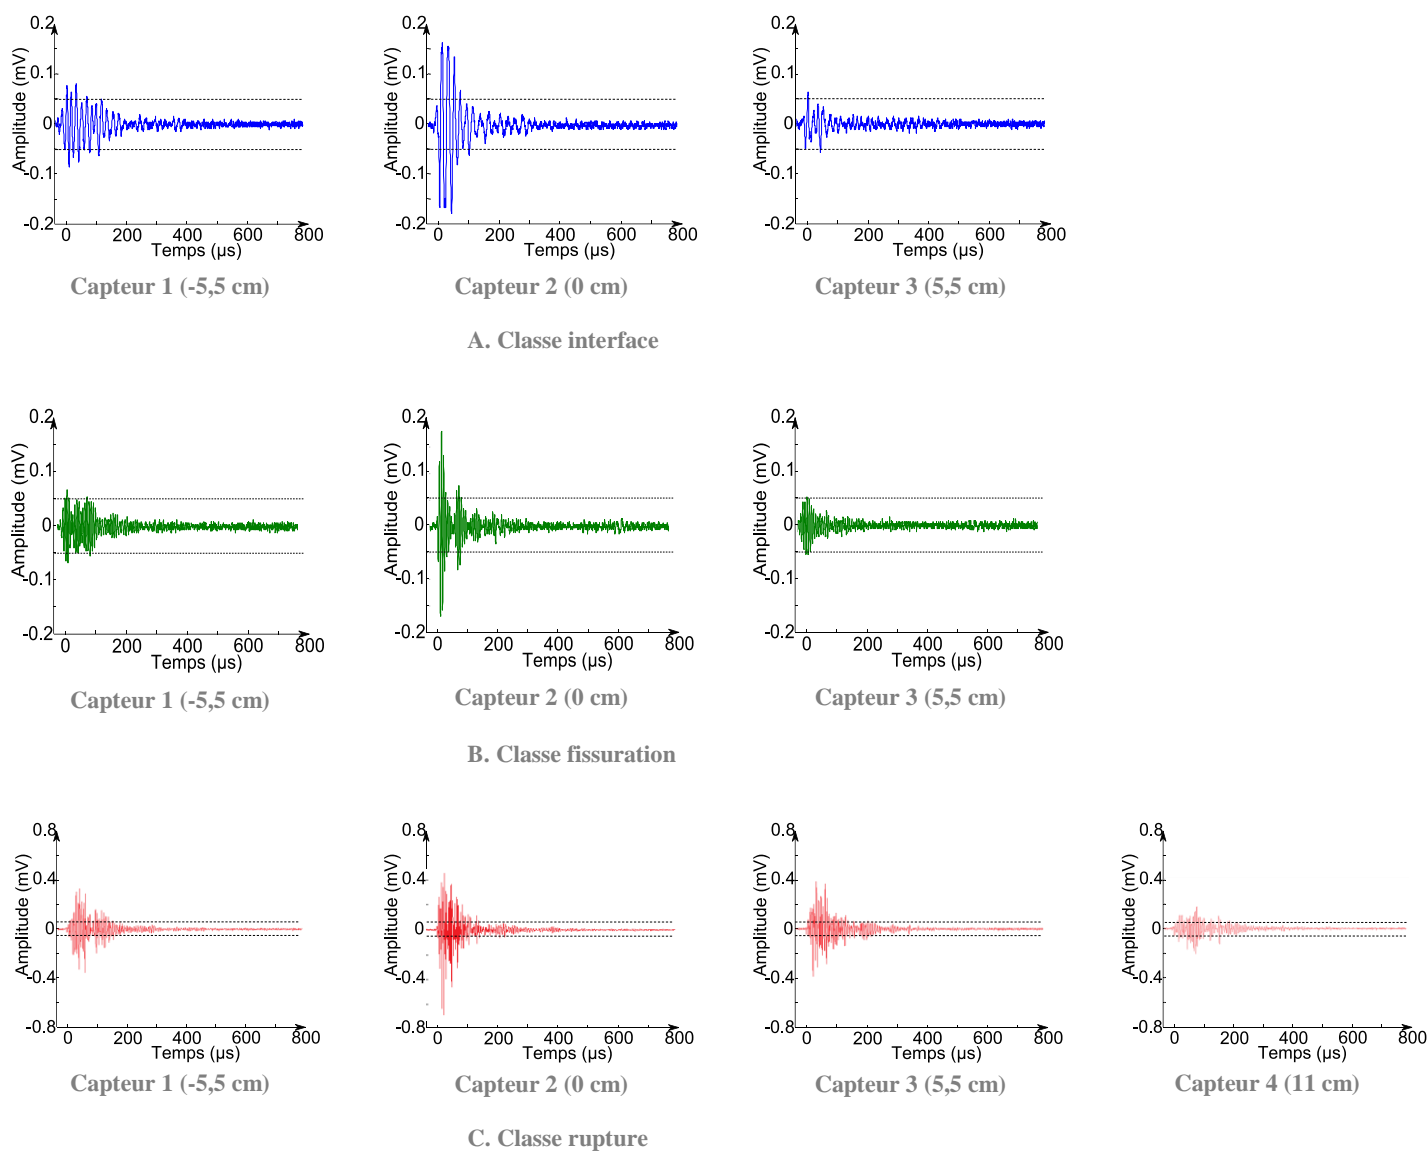 0.2
0.1
0
-0.1
-0.2
Amplitude (mV)
0 200 400 600 800
Temps (µs)
Capteur 1 (-5,5 cm)
0.2
0.1
0
-0.1
-0.2
Amplitude (mV)
0 200 400 600 800
Temps (µs)
Capteur 2 (0 cm)
0.2
0.1
0
-0.1
-0.2
Amplitude (mV)
0 200 400 600 800
Temps (µs)
Capteur 3 (5,5 cm)
A. Classe interface
0.2
0.1
0
-0.1
-0.2
Amplitude (mV)
0 200 400 600 800
Temps (µs)
Capteur 1 (-5,5 cm)
0.2
0.1
0
-0.1
-0.2
Amplitude (mV)
0 200 400 600 800
Temps (µs)
Capteur 2 (0 cm)
0.2
0.1
0
-0.1
-0.2
Amplitude (mV)
0 200 400 600 800
Temps (µs)
Capteur 3 (5,5 cm)
B. Classe fissuration
0.8
0.4
0
-0.4
-0.8
Amplitude (mV)
0 200 400 600 800
Temps (µs)
Capteur 1 (-5,5 cm)
0.8
0.4
0
-0.4
-0.8
Amplitude (mV)
0 200 400 600 800
Temps (µs)
Capteur 2 (0 cm)
0.8
0.4
0
-0.4
-0.8
Amplitude (mV)
0 200 400 600 800
Temps (µs)
Capteur 3 (5,5 cm)
0.8
0.4
0
-0.4
-0.8
Amplitude (mV)
0 200 400 600 800
Temps (µs)
Capteur 4 (11 cm)
C. Classe rupture